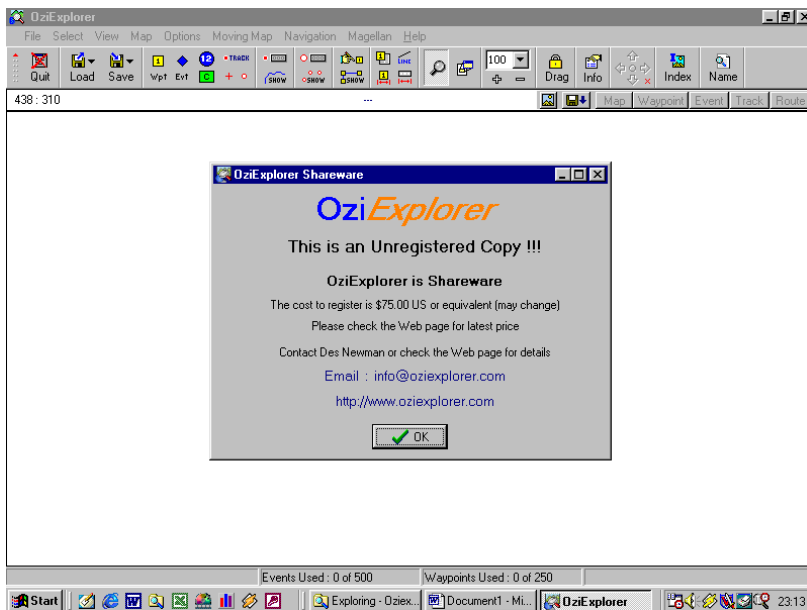 OziExplorer
File Select View Map Options Moving Map Navigation Magellan Help
1 12 TRACK LINE 100
Quit Load Save Wpt Evt C SHOW SHOW SHOW 1 Drag Info Index Name
438 : 310 ... Map Waypoint Event Track Route
OziExplorer Shareware
OziExplorer
This is an Unregistered Copy !!!
OziExplorer is Shareware
The cost to register is $75.00 US or equivalent (may change)
Please check the Web page for latest price
Contact Des Newman or check the Web page for details
Email : info@oziexplorer.com
http://www.oziexplorer.com
OK
Events Used : 0 of 500 Waypoints Used : 0 of 250
Start Exploring - Oziex... Document1 - Mi... OziExplorer 23:13